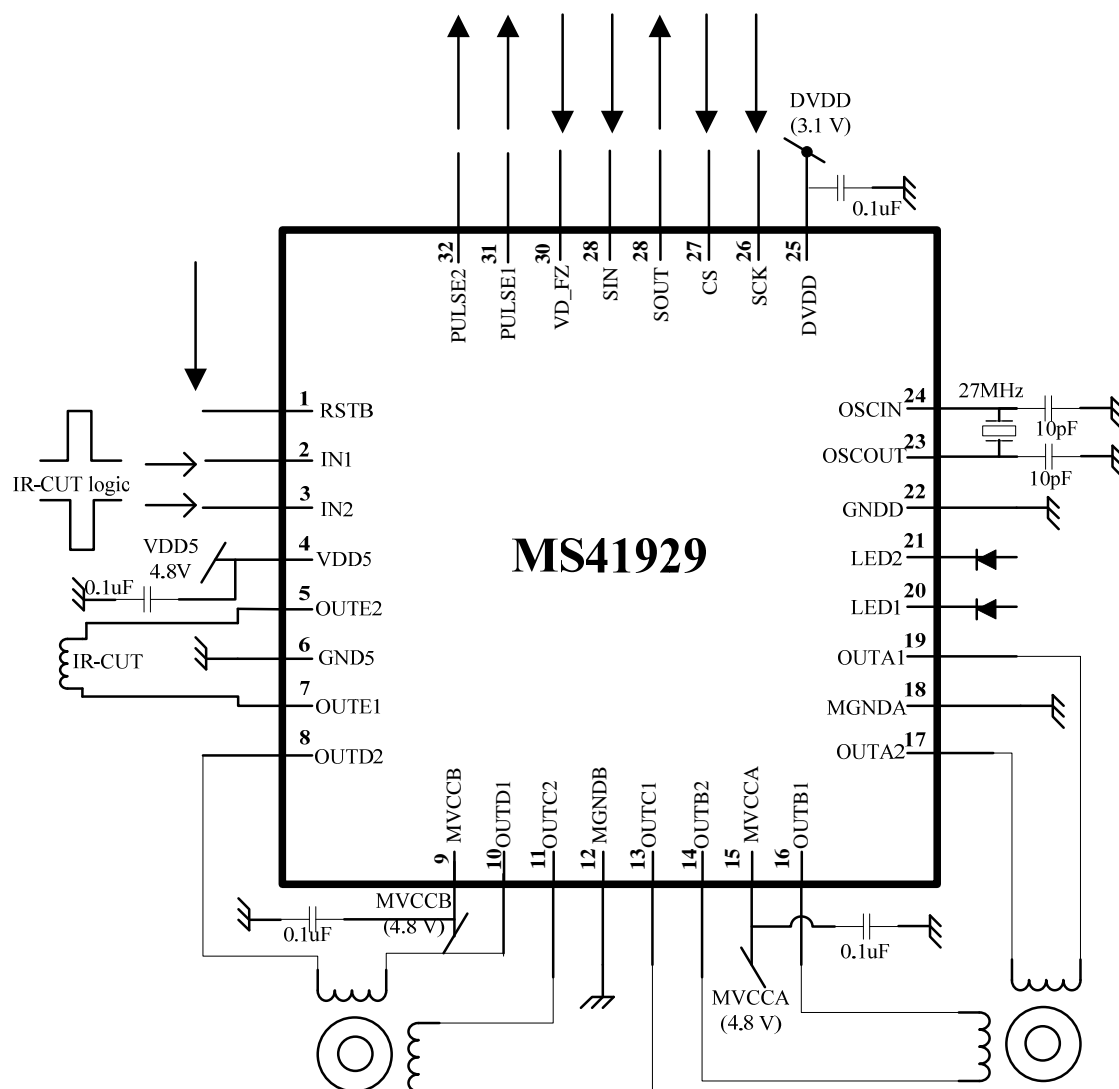 DVDD
(3.1 V)
0.1uF
32
31
30
28
28
27
26
25
PULSE2
PULSE1
VD_FZ
SIN
SOUT
CS
SCK
DVDD
1
RSTB
2
IN1
3
IN2
IR-CUT logic
VDD5
4.8V
4
VDD5
0.1uF
5
OUTE2
6
GND5
IR-CUT
7
OUTE1
8
OUTD2
MS41929
24
OSCIN
27MHz
10pF
23
OSCOUT
10pF
22
GNDD
21
LED2
20
LED1
19
OUTA1
18
MGNDA
17
OUTA2
MVCCB
OUTD1
OUTC2
MGNDB
OUTC1
OUTB2
MVCCA
OUTB1
9
10
11
12
13
14
15
16
MVCCB
(4.8 V)
0.1uF
0.1uF
MVCCA
(4.8 V)